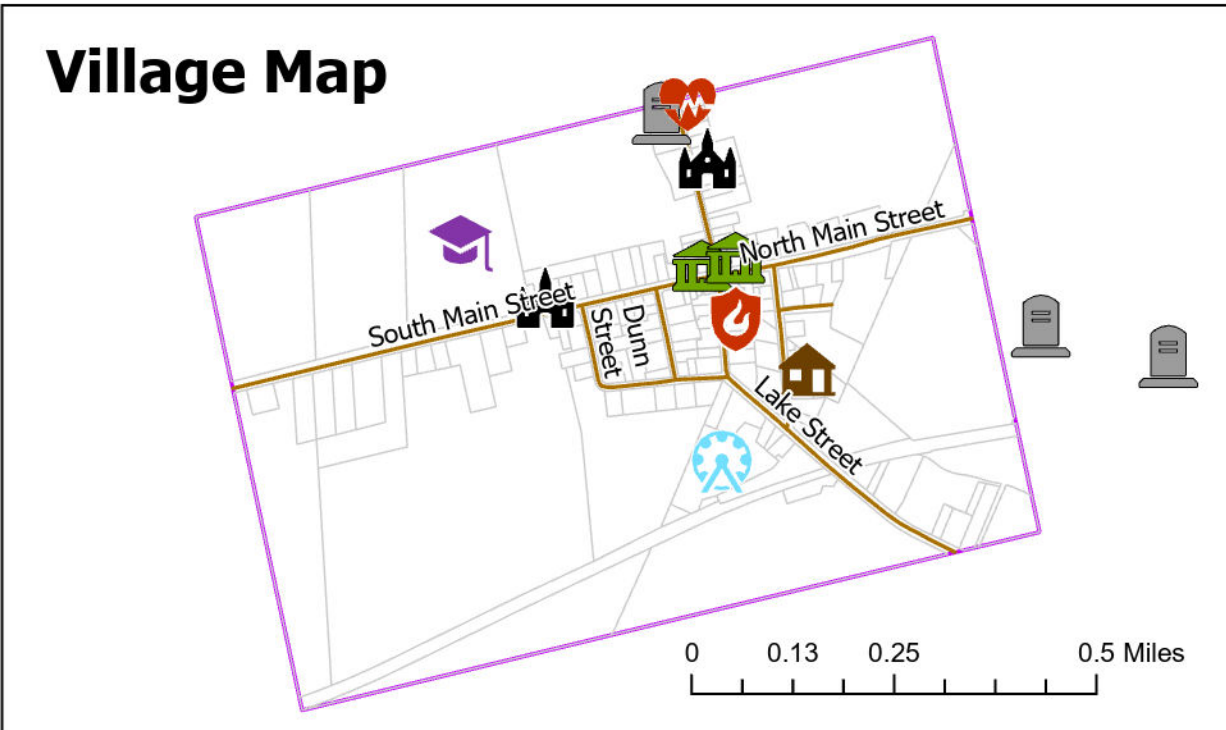 Village Map
North Main Street
South Main Street
Dunn
Street
Lake Street
0 0.13 0.25 0.5 Miles